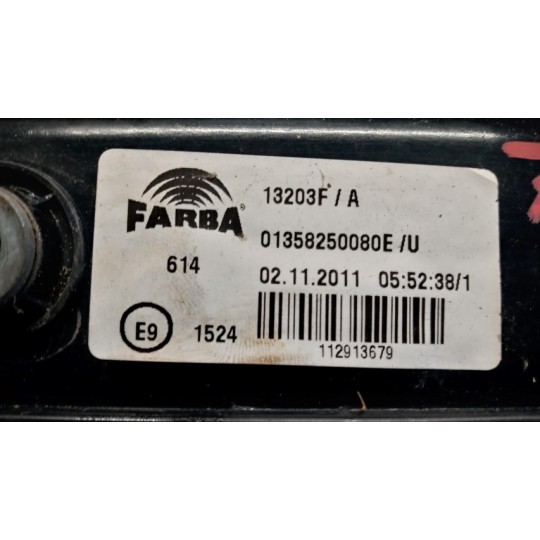 FARBA®
13203F / A
01358250080E /U
614
02.11.2011 05:52:38/1
E9
1524
112913679